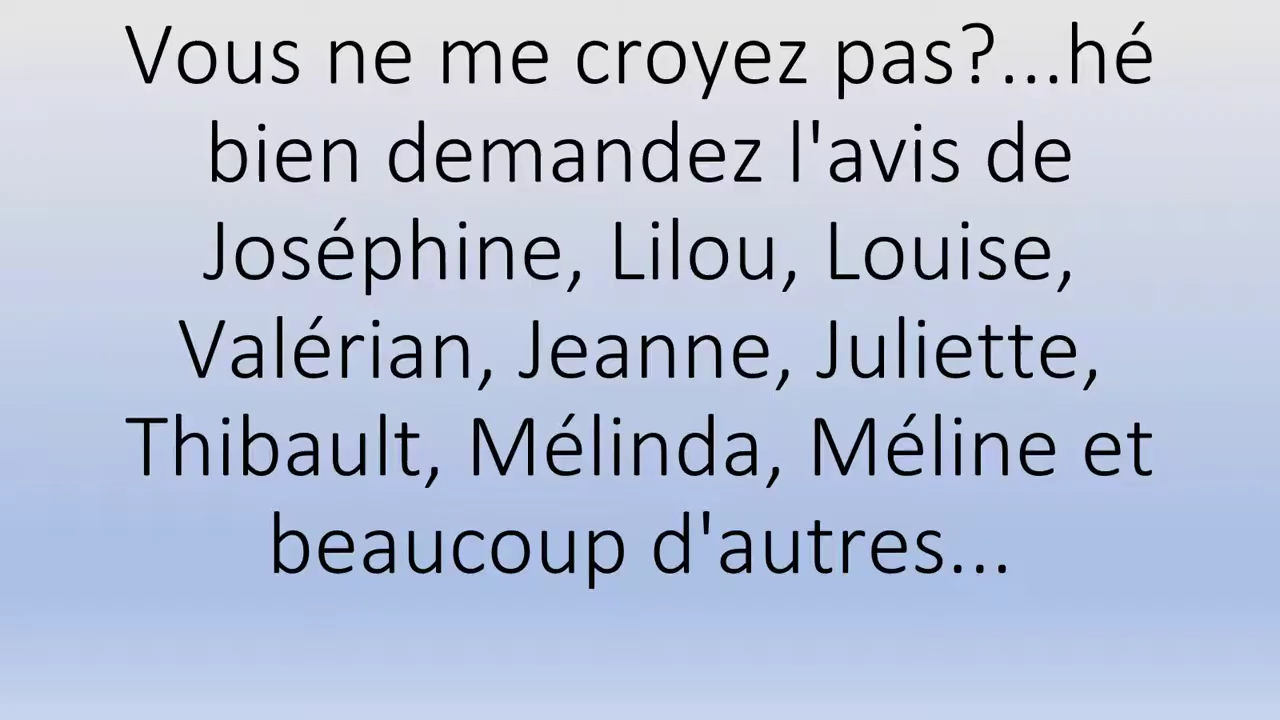 Vous ne me croyez pas?...hé
bien demandez l'avis de
Joséphine, Lilou, Louise,
Valérian, Jeanne, Juliette,
Thibault, Mélinda, Méline et
beaucoup d'autres...